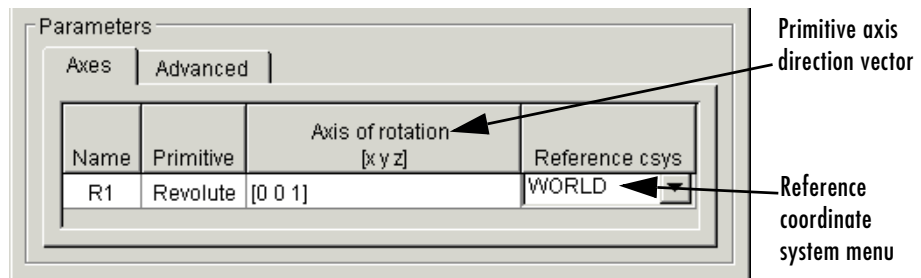 Parameters
Axes
Advanced
Name
Primitive
Axis of rotation
[x y z]
Reference csys
R1
Revolute
[0 0 1]
WORLD
Primitive axis
direction vector
Reference
coordinate
system menu